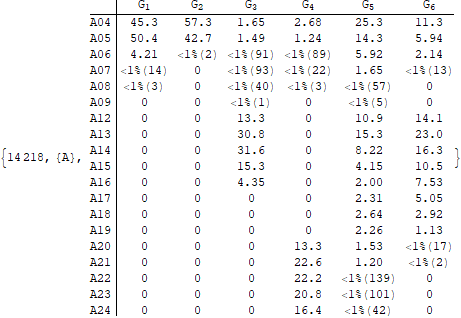 G1 G2 G3 G4 G5 G6
A04 45.3 57.3 1.65 2.68 25.3 11.3
A05 50.4 42.7 1.49 1.24 14.3 5.94
A06 4.21 <1%(2) <1%(91) <1%(89) 5.92 2.14
A07 <1%(14) 0 <1%(93) <1%(22) 1.65 <1%(13)
A08 <1%(3) 0 <1%(40) <1%(3) <1%(57) 0
A09 0 0 <1%(1) 0 <1%(5) 0
A12 0 0 13.3 0 10.9 14.1
A13 0 0 30.8 0 15.3 23.0
{14218, {A}, A14 0 0 31.6 0 8.22 16.3 }
A15 0 0 15.3 0 4.15 10.5
A16 0 0 4.35 0 2.00 7.53
A17 0 0 0 0 2.31 5.05
A18 0 0 0 0 2.64 2.92
A19 0 0 0 0 2.26 1.13
A20 0 0 0 13.3 1.53 <1%(17)
A21 0 0 0 22.6 1.20 <1%(2)
A22 0 0 0 22.2 <1%(139) 0
A23 0 0 0 20.8 <1%(101) 0
A24 0 0 0 16.4 <1%(42) 0